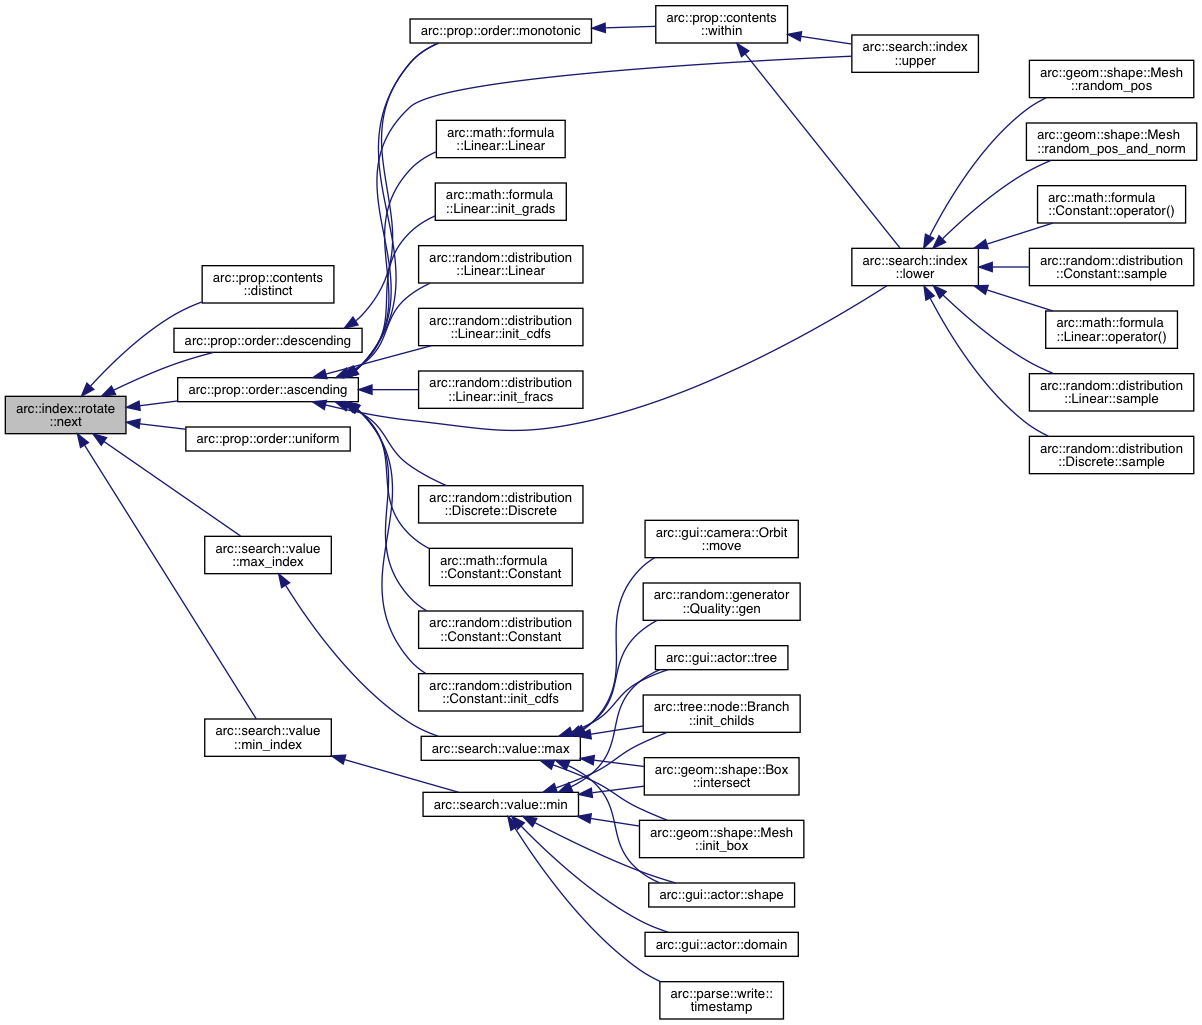 arc::index::rotate
::next
arc::prop::contents
::distinct
arc::prop::order::descending
arc::prop::order::ascending
arc::prop::order::uniform
arc::search::value
::max_index
arc::search::value
::min_index
arc::prop::order::monotonic
arc::math::formula
::Linear::Linear
arc::math::formula
::Linear::init_grads
arc::random::distribution
::Linear::Linear
arc::random::distribution
::Linear::init_cdfs
arc::random::distribution
::Linear::init_fracs
arc::random::distribution
::Discrete::Discrete
arc::math::formula
::Constant::Constant
arc::random::distribution
::Constant::Constant
arc::random::distribution
::Constant::init_cdfs
arc::search::value::max
arc::search::value::min
arc::prop::contents
::within
arc::gui::camera::Orbit
::move
arc::random::generator
::Quality::gen
arc::gui::actor::tree
arc::tree::node::Branch
::init_childs
arc::geom::shape::Box
::intersect
arc::geom::shape::Mesh
::init_box
arc::gui::actor::shape
arc::gui::actor::domain
arc::parse::write::
timestamp
arc::search::index
::upper
arc::search::index
::lower
arc::geom::shape::Mesh
::random_pos
arc::geom::shape::Mesh
::random_pos_and_norm
arc::math::formula
::Constant::operator()
arc::random::distribution
::Constant::sample
arc::math::formula
::Linear::operator()
arc::random::distribution
::Linear::sample
arc::random::distribution
::Discrete::sample